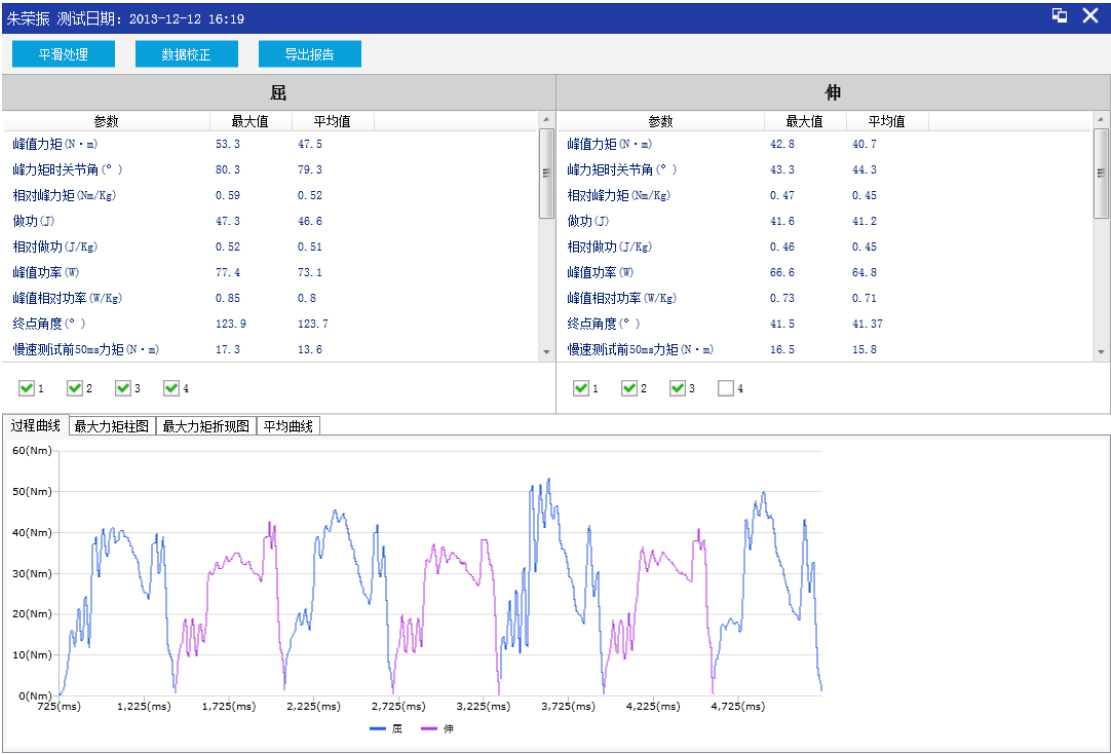 朱荣振 测试日期: 2013-12-12 16:19
平滑处理 数据校正 导出报告
屈 伸
参数 最大值 平均值 参数 最大值 平均值
峰值力矩(N·m) 53.3 47.5 峰值力矩(N·m) 42.8 40.7
峰力矩时关节角(°) 80.3 79.3 峰力矩时关节角(°) 43.3 44.3
相对峰力矩(Nm/Kg) 0.59 0.52 相对峰力矩(Nm/Kg) 0.47 0.45
做功(J) 47.3 46.6 做功(J) 41.6 41.2
相对做功(J/Kg) 0.52 0.51 相对做功(J/Kg) 0.46 0.45
峰值功率(W) 77.4 73.1 峰值功率(W) 66.6 64.8
峰值相对功率(W/Kg) 0.85 0.8 峰值相对功率(W/Kg) 0.73 0.71
终点角度(°) 123.9 123.7 终点角度(°) 41.5 41.37
慢速测试前50ms力矩(N·m) 17.3 13.6 慢速测试前50ms力矩(N·m) 16.5 15.8
1 2 3 4 1 2 3 4
过程曲线 最大力矩柱图 最大力矩折现图 平均曲线
60(Nm)
50(Nm)
40(Nm)
30(Nm)
20(Nm)
10(Nm)
0(Nm)
725(ms) 1,225(ms) 1,725(ms) 2,225(ms) 2,725(ms) 3,225(ms) 3,725(ms) 4,225(ms) 4,725(ms)
屈 伸